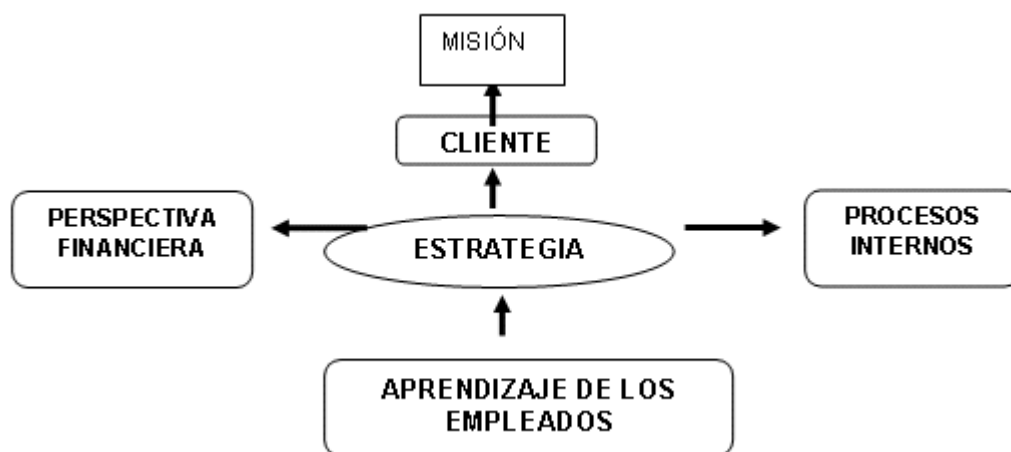 MISIÓN
CLIENTE
PERSPECTIVA
FINANCIERA
ESTRATEGIA
PROCESOS
INTERNOS
APRENDIZAJE DE LOS
EMPLEADOS